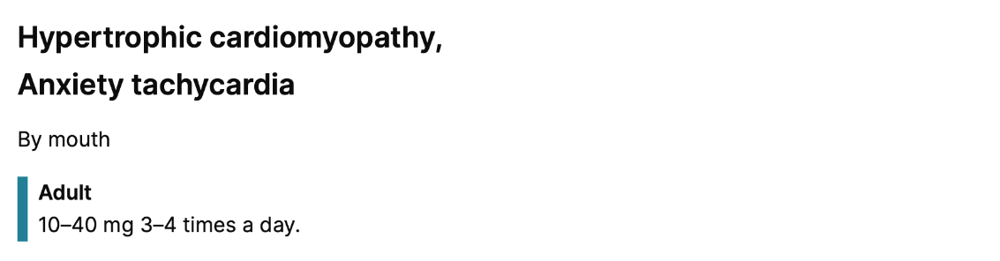 Hypertrophic cardiomyopathy,
Anxiety tachycardia
By mouth
Adult
10–40 mg 3–4 times a day.